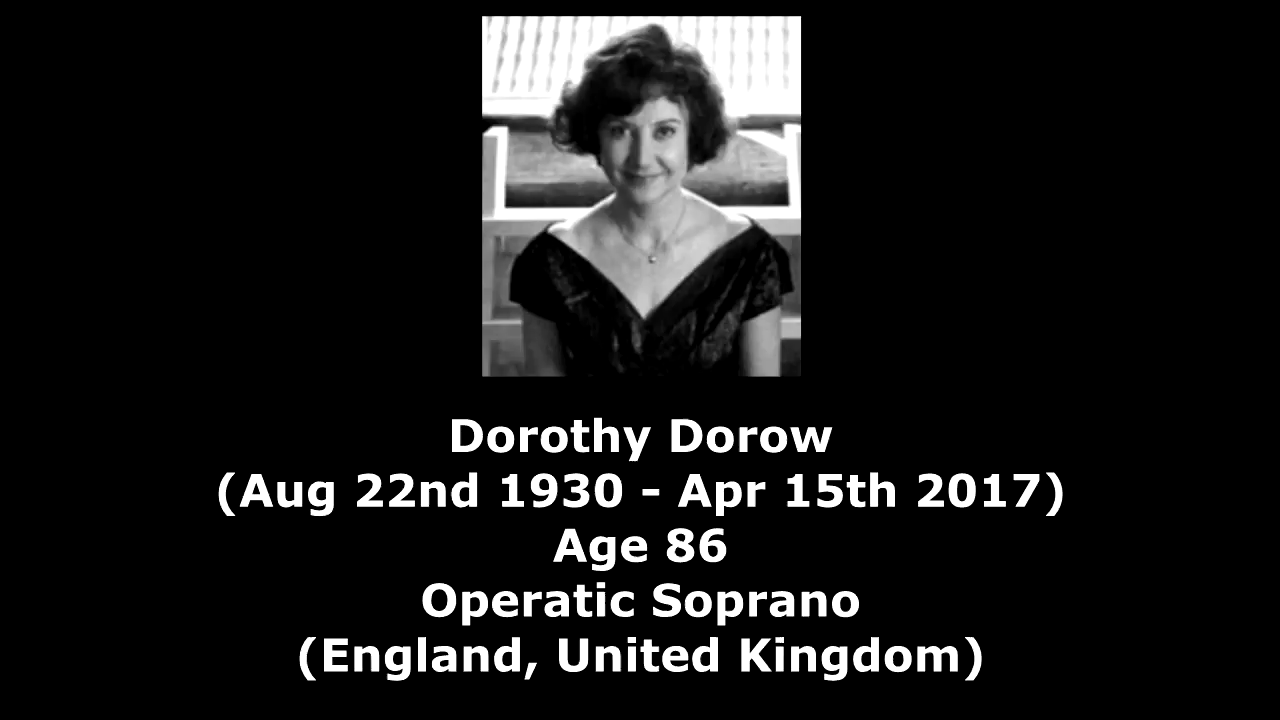 Dorothy Dorow
(Aug 22nd 1930 - Apr 15th 2017)
Age 86
Operatic Soprano
(England, United Kingdom)